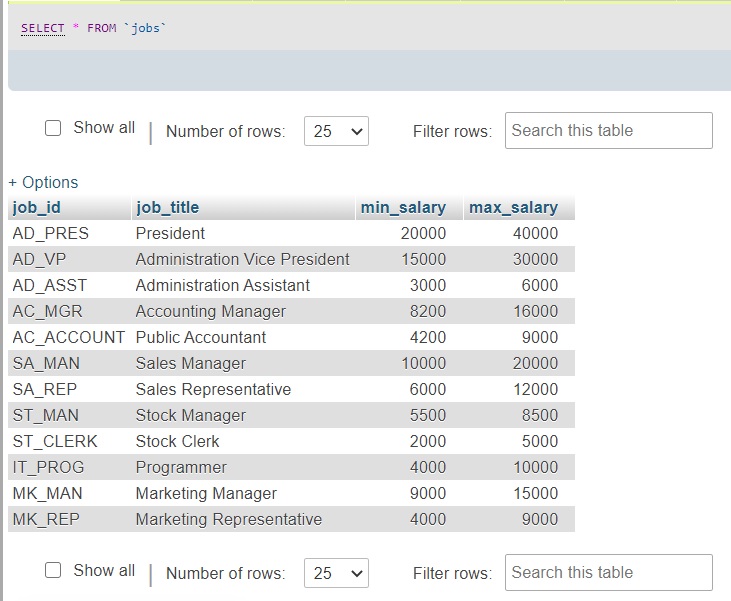 SELECT * FROM `jobs`
Show all | Number of rows: 25 Filter rows: Search this table
+ Options
job_id job_title min_salary max_salary
AD_PRES President 20000 40000
AD_VP Administration Vice President 15000 30000
AD_ASST Administration Assistant 3000 6000
AC_MGR Accounting Manager 8200 16000
AC_ACCOUNT Public Accountant 4200 9000
SA_MAN Sales Manager 10000 20000
SA_REP Sales Representative 6000 12000
ST_MAN Stock Manager 5500 8500
ST_CLERK Stock Clerk 2000 5000
IT_PROG Programmer 4000 10000
MK_MAN Marketing Manager 9000 15000
MK_REP Marketing Representative 4000 9000
Show all | Number of rows: 25 Filter rows: Search this table